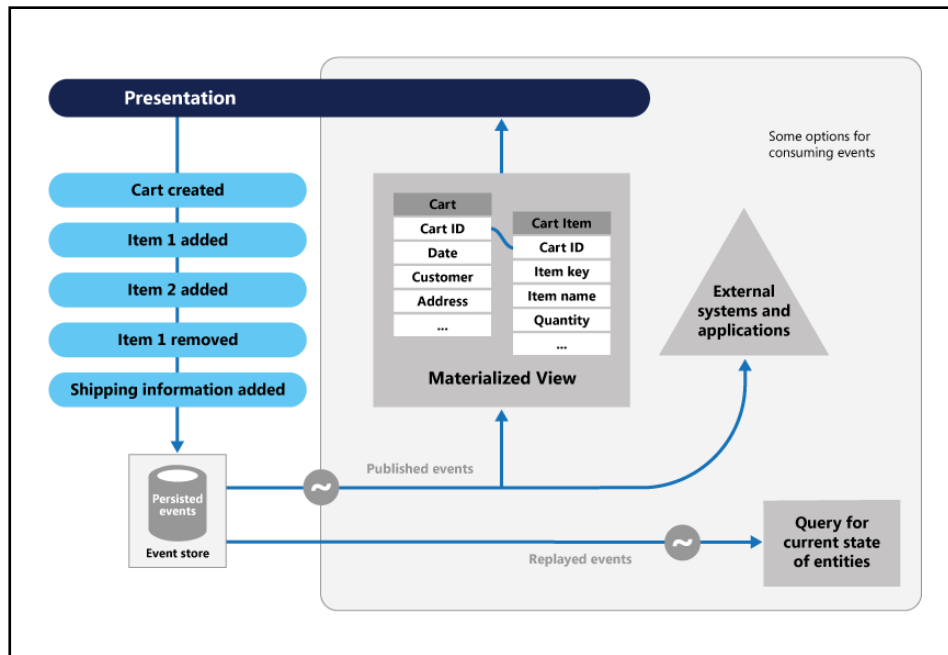 Presentation
Some options for
consuming events
Cart created
Item 1 added
Item 2 added
Item 1 removed
Shipping information added
Cart
Cart ID
Date
Customer
Address
...
Cart Item
Cart ID
Item key
Item name
Quantity
...
Materialized View
External
systems and
applications
Persisted
events
Event store
Published events
~
Replayed events
~
Query for
current state
of entities